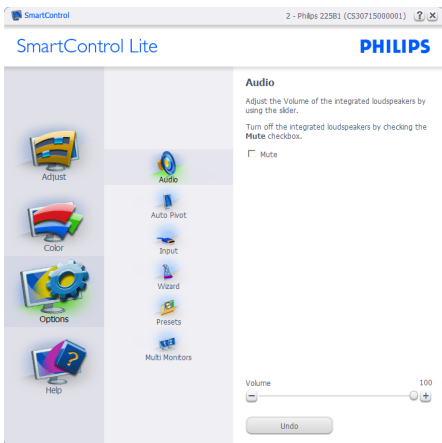 SmartControl
2 - Philips 225B1 (CS30715000001)
SmartControl Lite
PHILIPS
Adjust
Color
Options
Help
Audio
Auto Pivot
Input
Wizard
Presets
Multi Monitors
Audio
Adjust the Volume of the integrated loudspeakers by
using the slider.
Turn off the integrated loudspeakers by checking the
Mute checkbox.
Mute
Volume 100
Undo